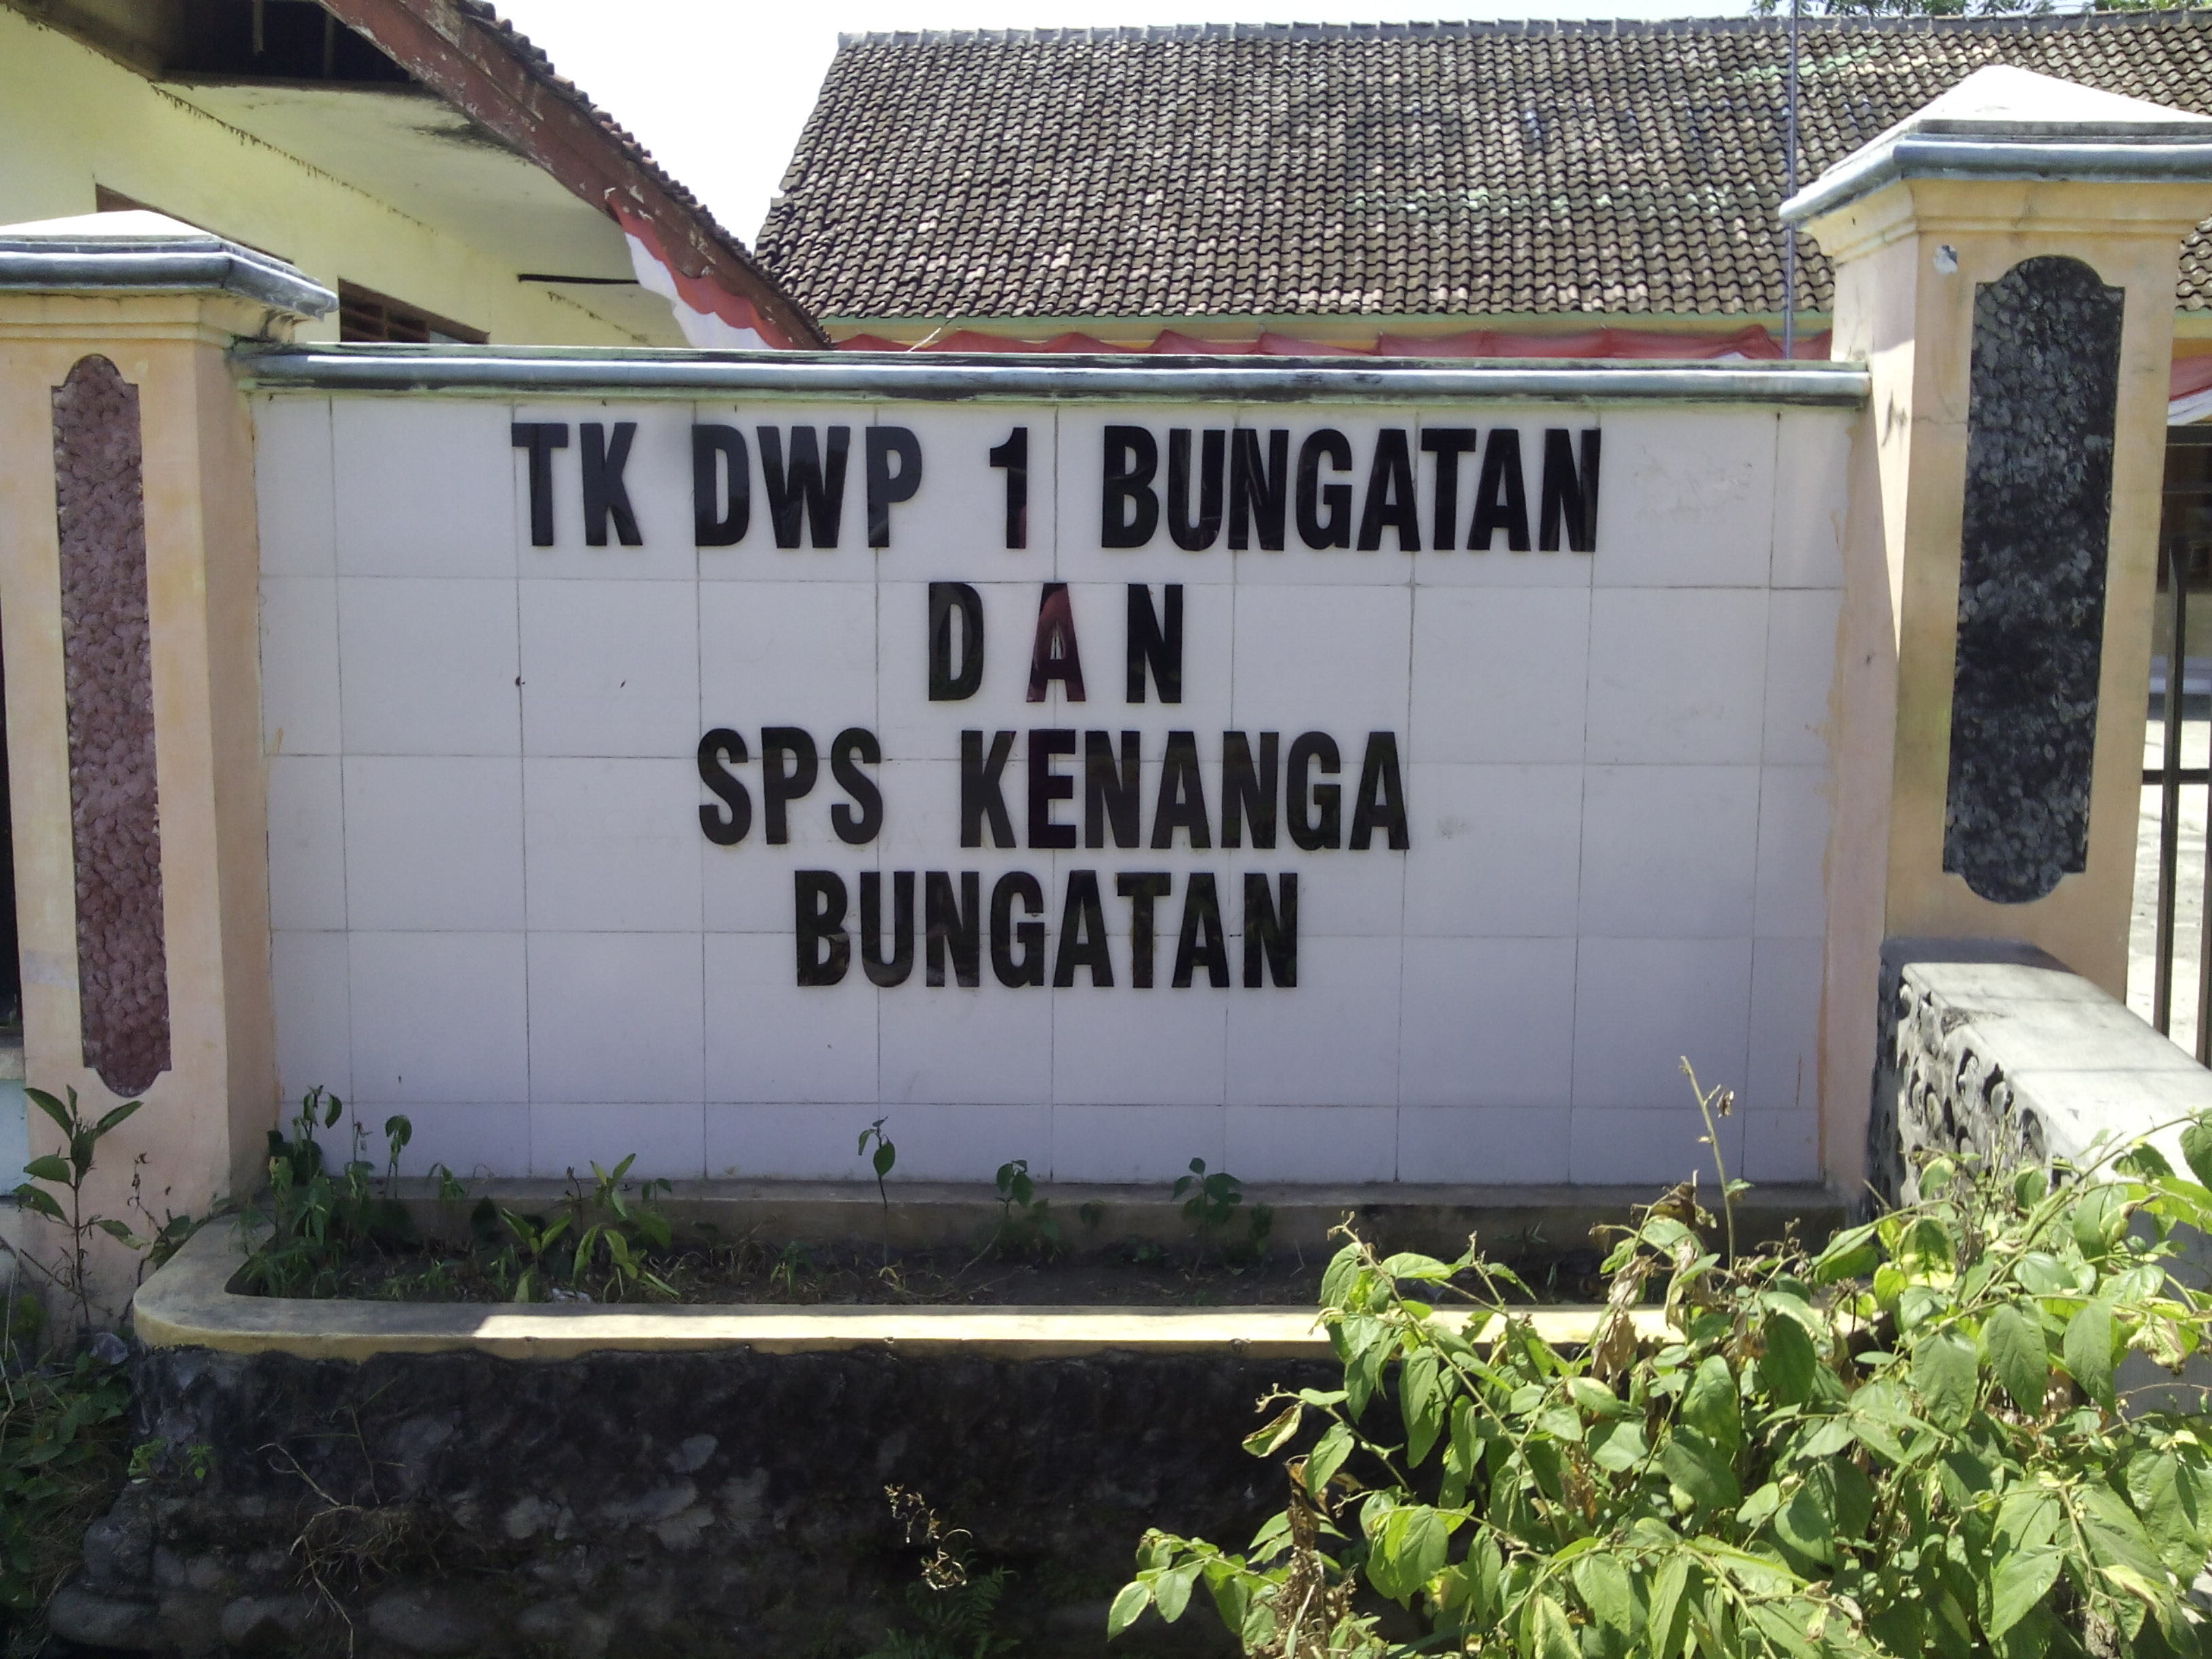 TK DWP 1 BUNGATAN
DAN
SPS KENANGA
BUNGATAN